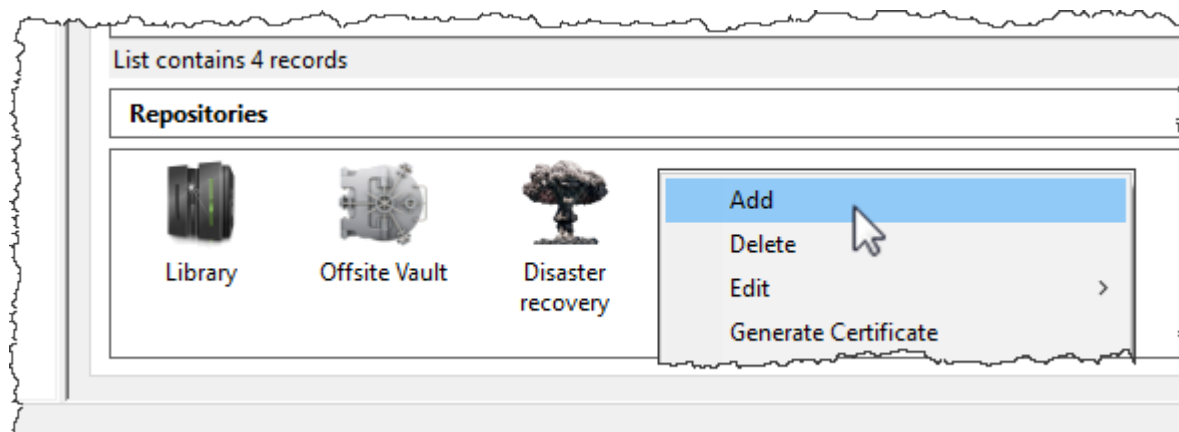 List contains 4 records
Repositories
Library
Offsite Vault
Disaster
recovery
Add
Delete
Edit
Generate Certificate